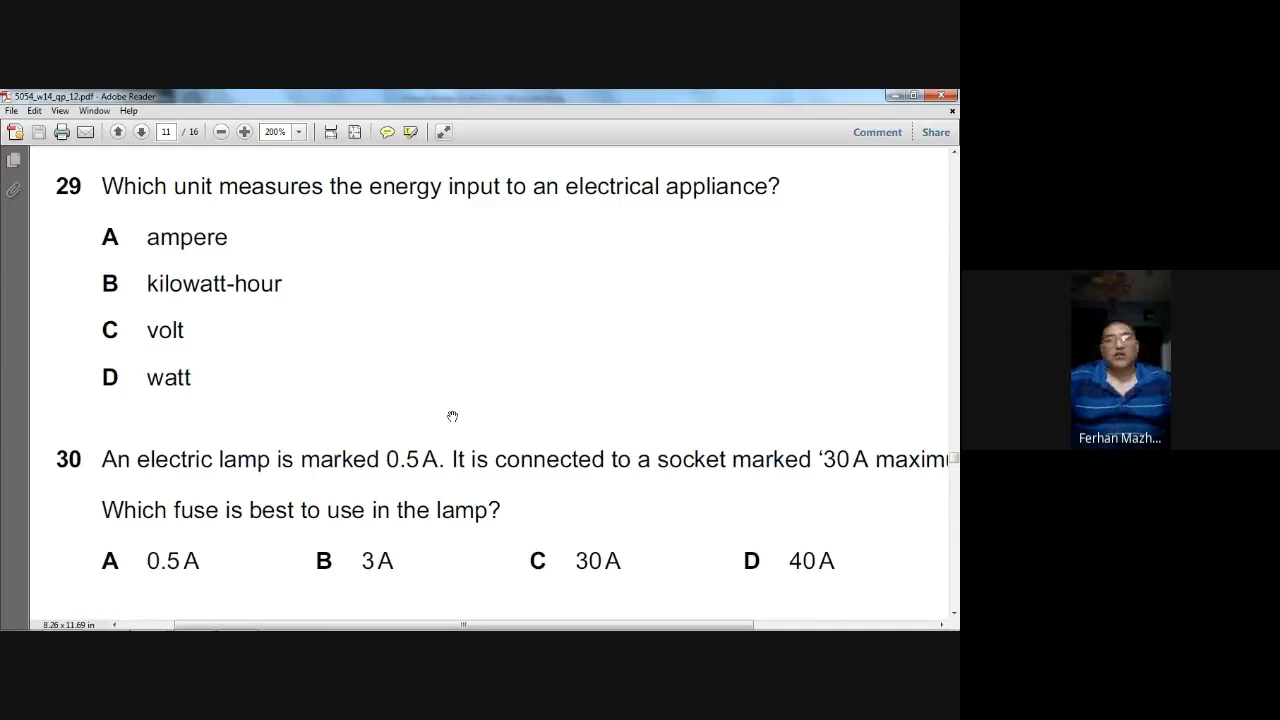 5054_w14_qp_12.pdf - Adobe Reader
File Edit View Window Help
11 / 16 200% Comment Share
29 Which unit measures the energy input to an electrical appliance?
A ampere
B kilowatt-hour
C volt
D watt
30 An electric lamp is marked 0.5 A. It is connected to a socket marked ‘30 A maximu
Which fuse is best to use in the lamp?
A 0.5 A B 3 A C 30 A D 40 A
8.26 x 11.69 in
Ferhan Mazh...